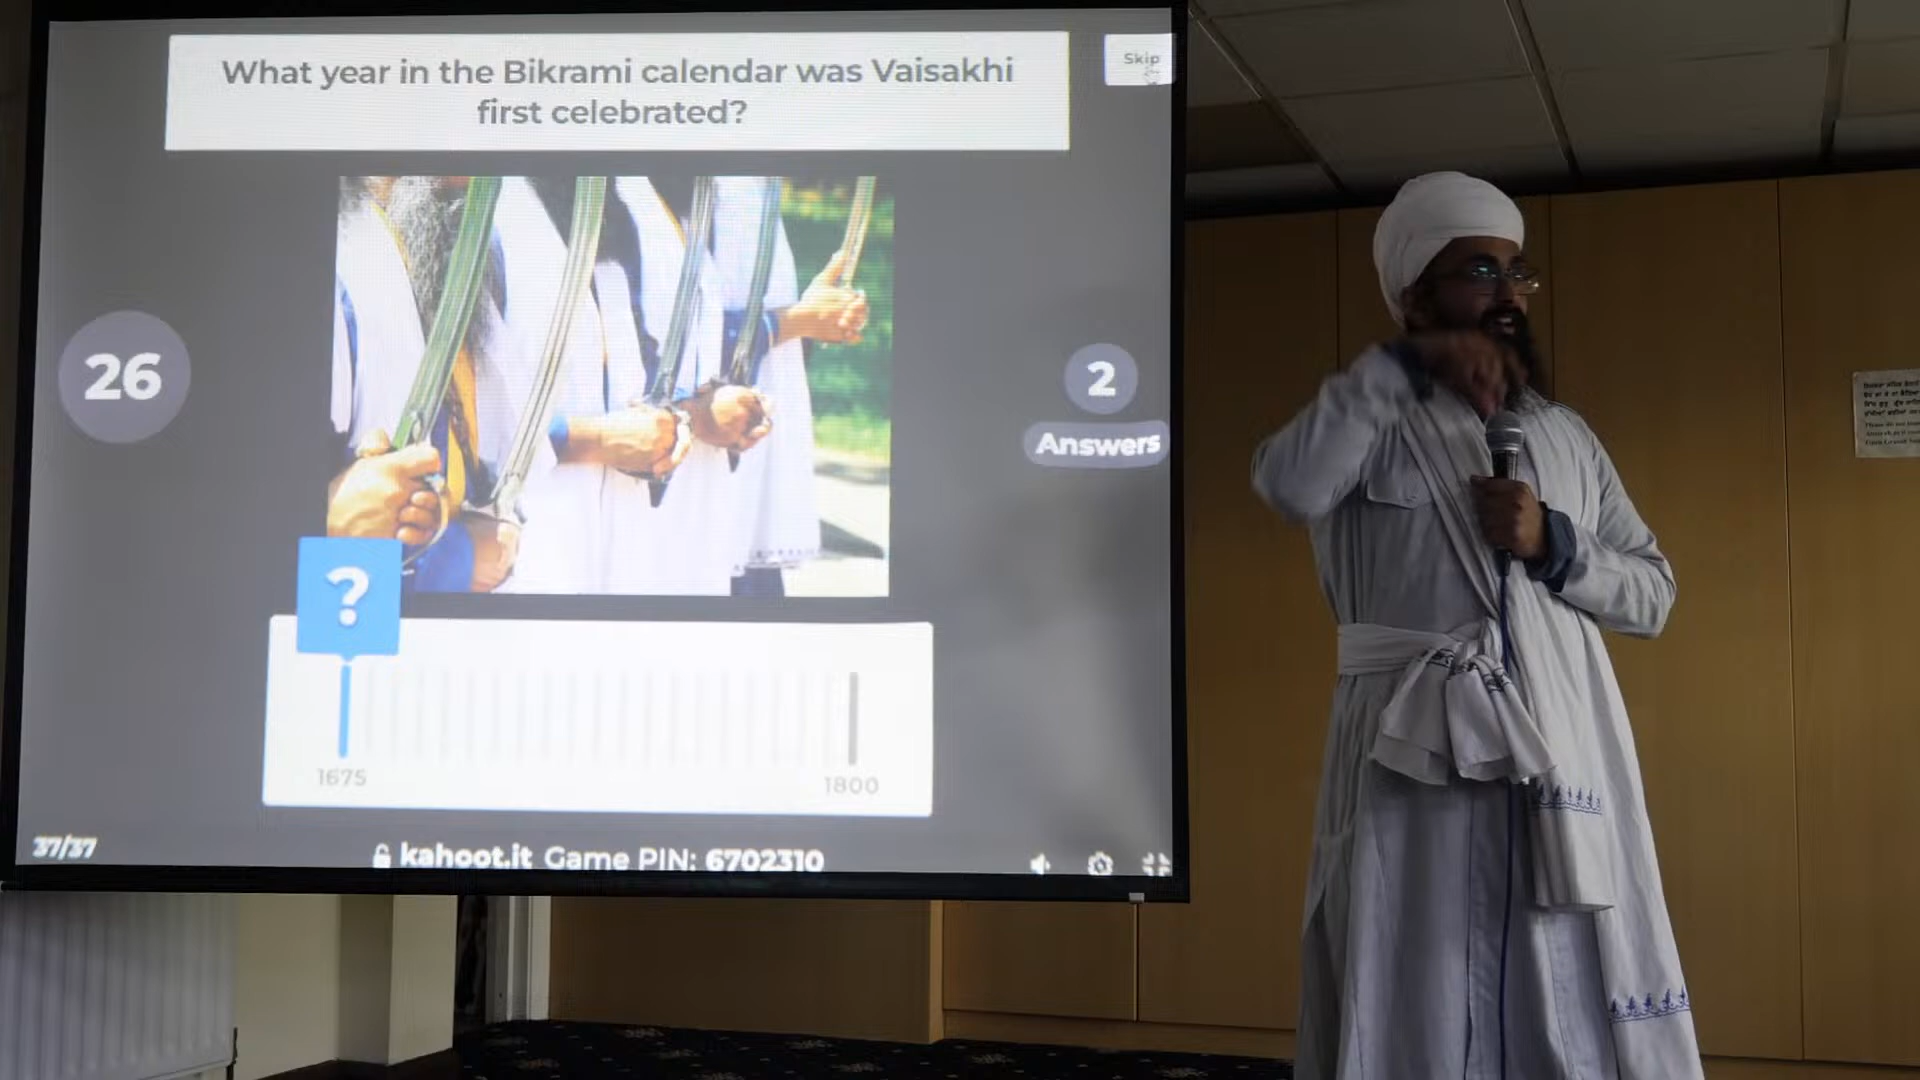 What year in the Bikrami calendar was Vaisakhi
first celebrated?
Skip
26
2
Answers
?
1675
1800
37/37
kahoot.it Game PIN: 6702310